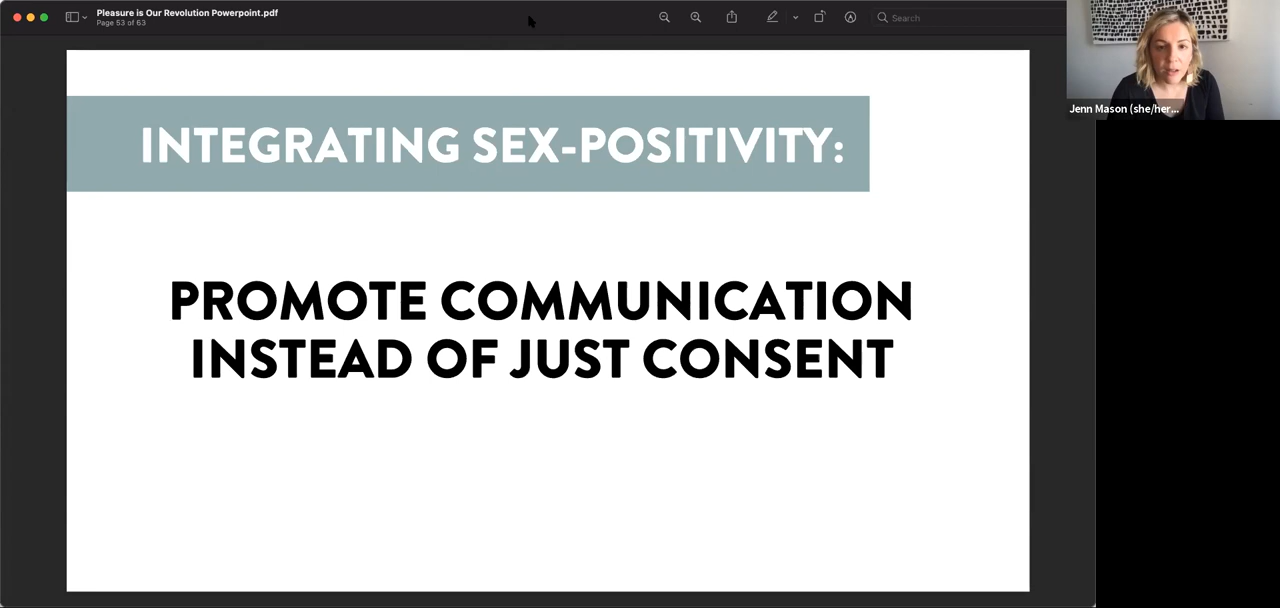 Pleasure is Our Revolution Powerpoint.pdf
Page 53 of 63
Search
Jenn Mason (she/her...
INTEGRATING SEX-POSITIVITY:
PROMOTE COMMUNICATION
INSTEAD OF JUST CONSENT